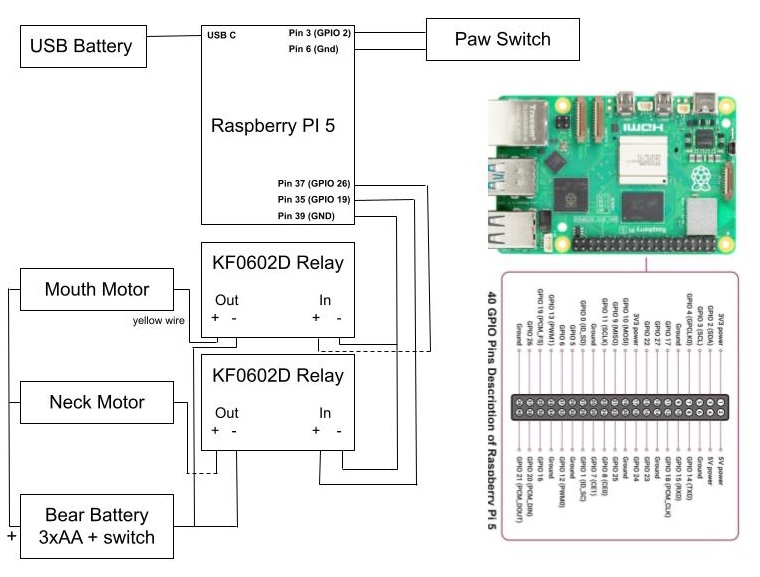 USB Battery
USB C
Pin 3 (GPIO 2)
Pin 6 (Gnd)
Paw Switch
Raspberry PI 5
Pin 37 (GPIO 26)
Pin 35 (GPIO 19)
Pin 39 (GND)
KF0602D Relay
Out
In
+ -
+ -
Mouth Motor
yellow wire
KF0602D Relay
Out
In
+ -
+ -
Neck Motor
Bear Battery
3xAA + switch
+
HDMI
Raspberry Pi 5
40 GPIO Pins Description of Raspberry Pi 5
3V3 power
GPIO 2 (SDA)
GPIO 3 (SCL)
GPIO 4 (GPCLK0)
Ground
GPIO 17
GPIO 27
GPIO 22
3V3 power
GPIO 10 (MOSI)
GPIO 9 (MISO)
GPIO 11 (SCLK)
Ground
GPIO 0 (ID_SD)
GPIO 5
GPIO 6
GPIO 13 (PWM1)
GPIO 19 (PCM_FS)
GPIO 26
Ground
5V power
5V power
Ground
GPIO 14 (TXD)
GPIO 15 (RXD)
GPIO 18 (PCM_CLK)
Ground
GPIO 23
GPIO 24
Ground
GPIO 25
GPIO 8 (CE0)
GPIO 7 (CE1)
GPIO 1 (ID_SC)
Ground
GPIO 12 (PWM0)
Ground
GPIO 16
GPIO 20 (PCM_DIN)
GPIO 21 (PCM_DOUT)